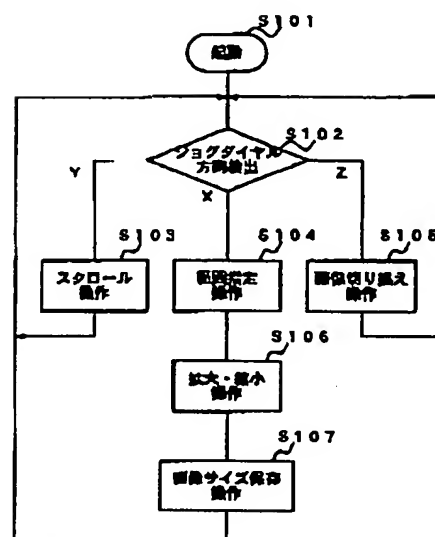 S101
起動
S102
ジョグダイヤル
方向検出
Y
X
Z
S103
S104
S105
スクロール
操作
範囲指定
操作
画像切り換え
操作
S106
拡大・縮小
操作
S107
画像サイズ保存
操作